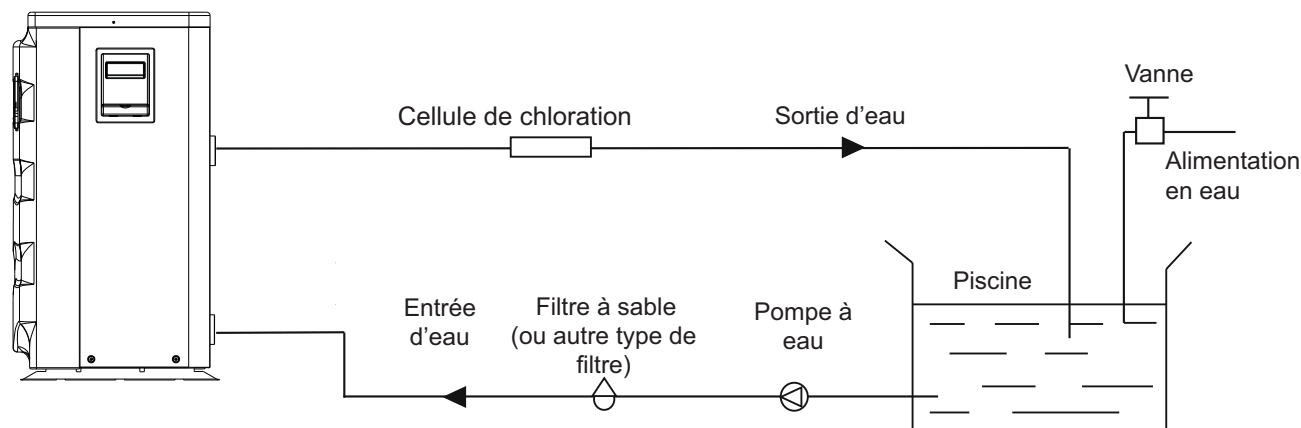 Vanne
Cellule de chloration
Sortie d'eau
Alimentation
en eau
Piscine
Entrée
d'eau
Filtre à sable
(ou autre type de
filtre)
Pompe à
eau